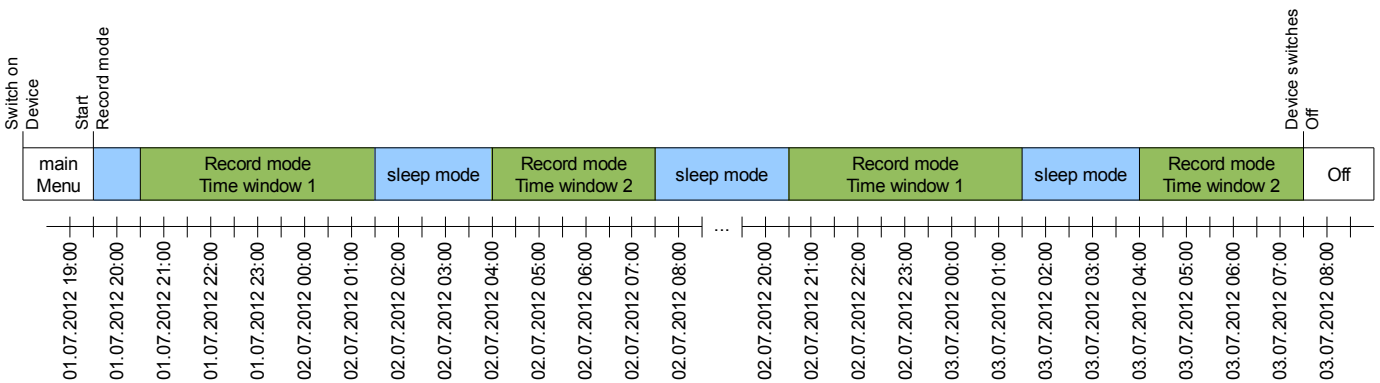 Switch on
Device
Start
Record mode
Device switches
Off
main
Menu
Record mode
Time window 1
sleep mode
Record mode
Time window 2
sleep mode
Record mode
Time window 1
sleep mode
Record mode
Time window 2
Off
...
01.07.2012 19:00
01.07.2012 20:00
01.07.2012 21:00
01.07.2012 22:00
01.07.2012 23:00
02.07.2012 00:00
02.07.2012 01:00
02.07.2012 02:00
02.07.2012 03:00
02.07.2012 04:00
02.07.2012 05:00
02.07.2012 06:00
02.07.2012 07:00
02.07.2012 08:00
02.07.2012 20:00
02.07.2012 21:00
02.07.2012 22:00
02.07.2012 23:00
03.07.2012 00:00
03.07.2012 01:00
03.07.2012 02:00
03.07.2012 03:00
03.07.2012 04:00
03.07.2012 05:00
03.07.2012 06:00
03.07.2012 07:00
03.07.2012 08:00